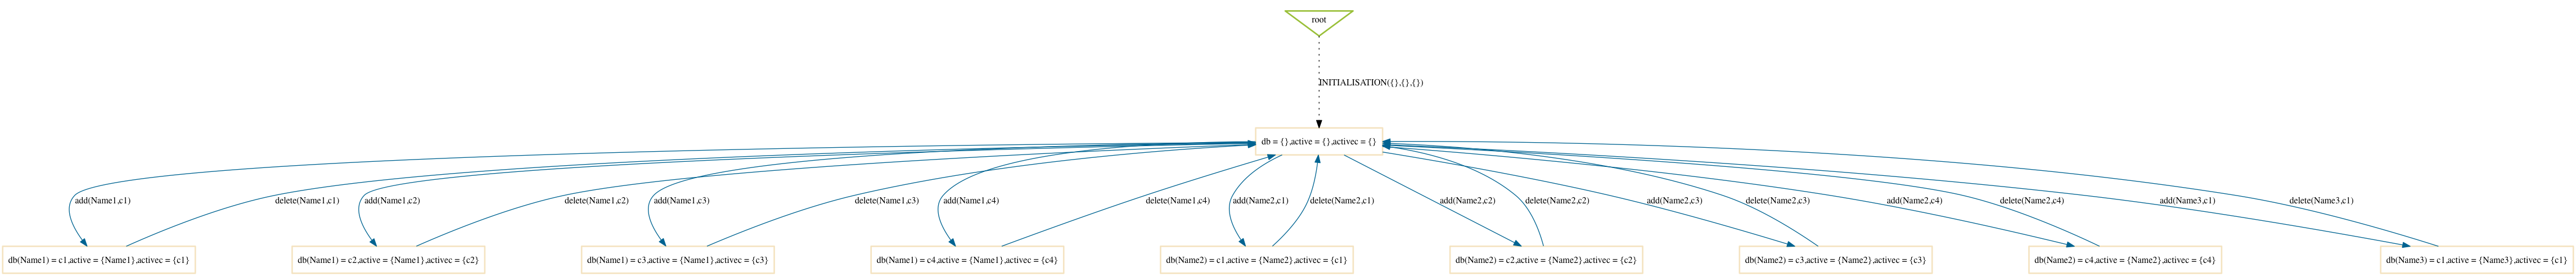 root
INITIALISATION({},{},{})
db = {},active = {},activec = {}
add(Name1,c1)
delete(Name1,c1)
add(Name1,c2)
delete(Name1,c2)
add(Name1,c3)
delete(Name1,c3)
add(Name1,c4)
delete(Name1,c4)
add(Name2,c1)
delete(Name2,c1)
add(Name2,c2)
delete(Name2,c2)
add(Name2,c3)
delete(Name2,c3)
add(Name2,c4)
delete(Name2,c4)
add(Name3,c1)
delete(Name3,c1)
db(Name1) = c1,active = {Name1},activec = {c1}
db(Name1) = c2,active = {Name1},activec = {c2}
db(Name1) = c3,active = {Name1},activec = {c3}
db(Name1) = c4,active = {Name1},activec = {c4}
db(Name2) = c1,active = {Name2},activec = {c1}
db(Name2) = c2,active = {Name2},activec = {c2}
db(Name2) = c3,active = {Name2},activec = {c3}
db(Name2) = c4,active = {Name2},activec = {c4}
db(Name3) = c1,active = {Name3},activec = {c1}